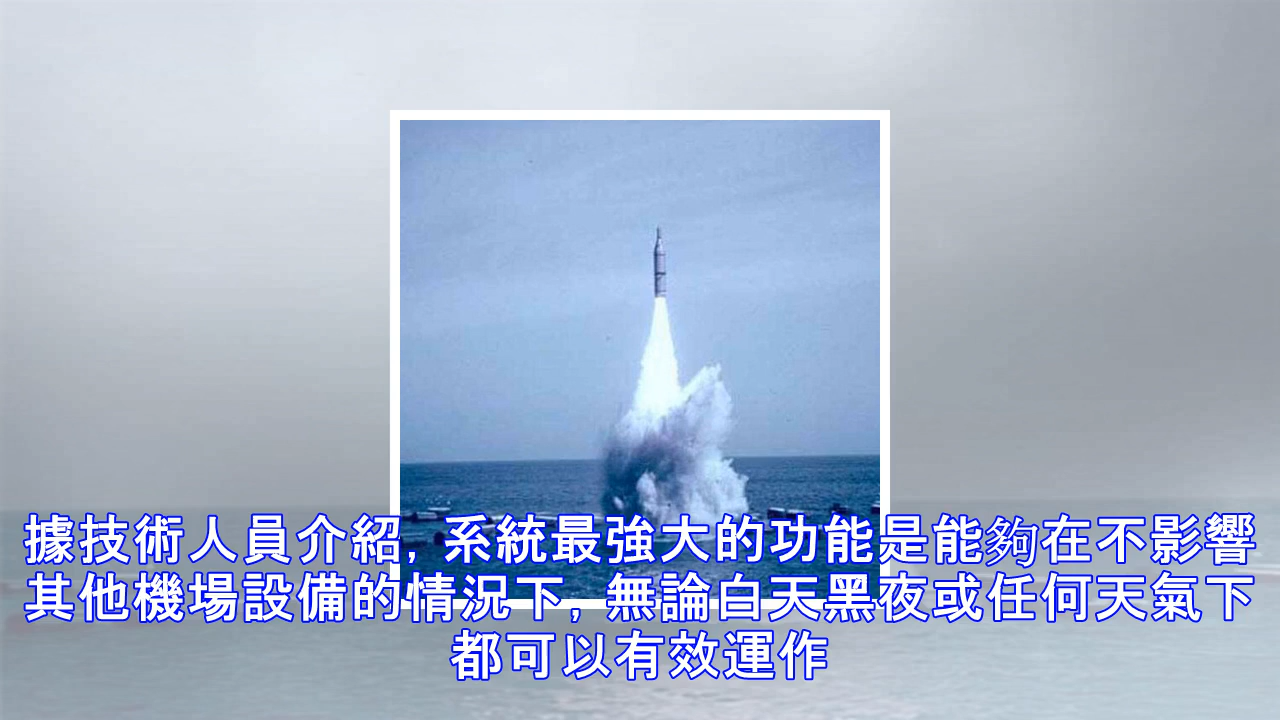 據技術人員介紹, 系統最強大的功能是能夠在不影響
其他機場設備的情況下, 無論白天黑夜或任何天氣下
都可以有效運作